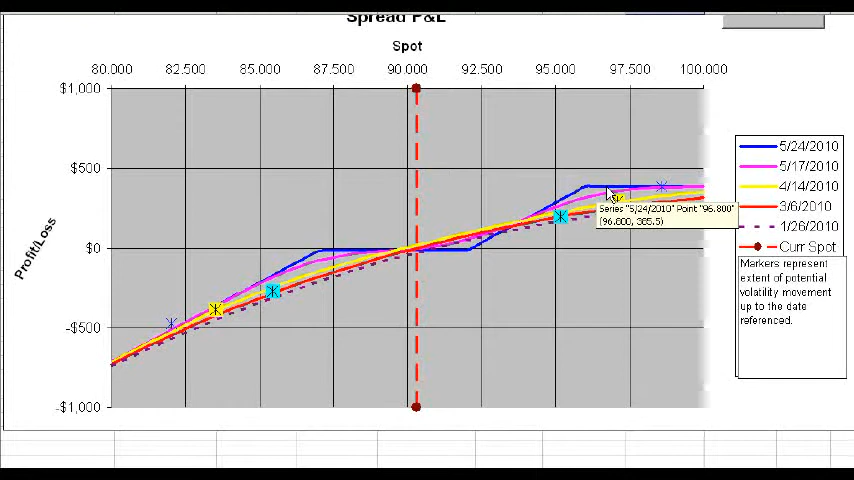 Spread P&L
Spot
80.000 82.500 85.000 87.500 90.000 92.500 95.000 97.500 100.000
$1,000
$500
$0
-$500
-$1,000
Profit/Loss
5/24/2010
5/17/2010
4/14/2010
3/6/2010
1/26/2010
Curr Spot
Series "5/24/2010" Point "96.800"
(96.800, 385.5)
Markers represent
extent of potential
volatility movement
up to the date
referenced.